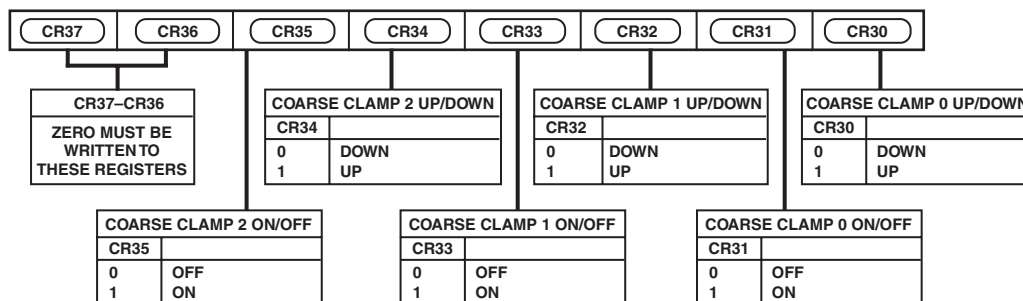 CR37 CR36 CR35 CR34 CR33 CR32 CR31 CR30
CR37–CR36
ZERO MUST BE
WRITTEN TO
THESE REGISTERS
COARSE CLAMP 2 UP/DOWN
CR34
0 DOWN
1 UP
COARSE CLAMP 1 UP/DOWN
CR32
0 DOWN
1 UP
COARSE CLAMP 0 UP/DOWN
CR30
0 DOWN
1 UP
COARSE CLAMP 2 ON/OFF
CR35
0 OFF
1 ON
COARSE CLAMP 1 ON/OFF
CR33
0 OFF
1 ON
COARSE CLAMP 0 ON/OFF
CR31
0 OFF
1 ON